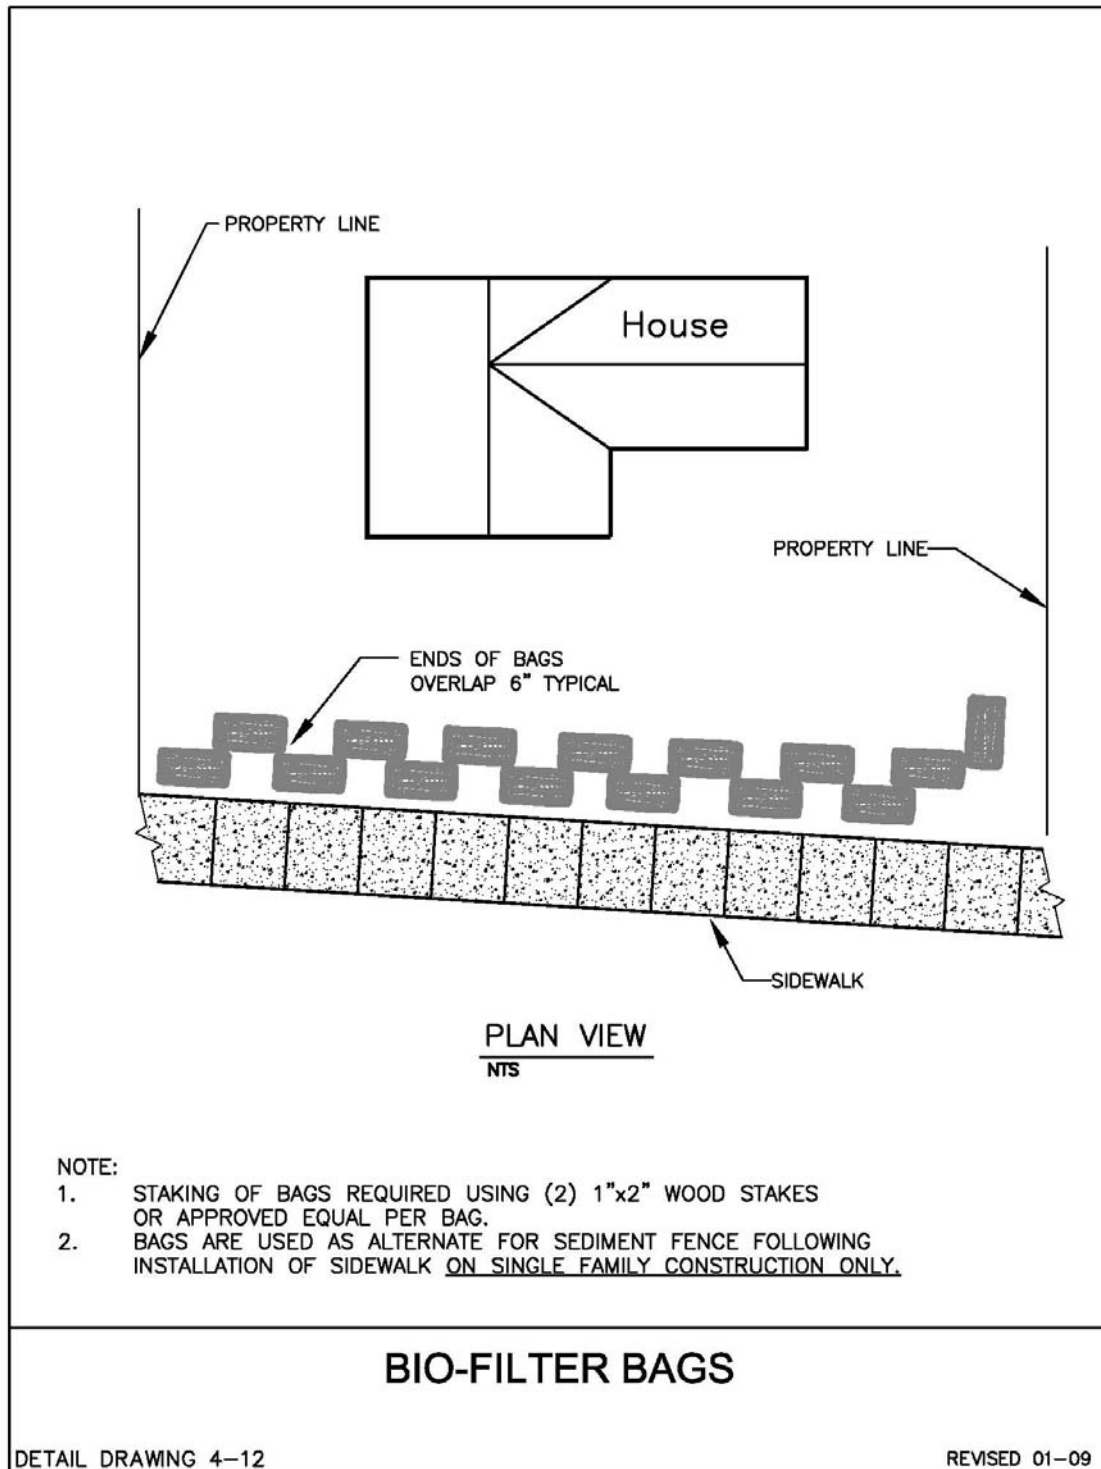 PROPERTY LINE
House
PROPERTY LINE
ENDS OF BAGS
OVERLAP 6" TYPICAL
SIDEWALK
PLAN VIEW
NTS
NOTE:
1. STAKING OF BAGS REQUIRED USING (2) 1"x2" WOOD STAKES
OR APPROVED EQUAL PER BAG.
2. BAGS ARE USED AS ALTERNATE FOR SEDIMENT FENCE FOLLOWING
INSTALLATION OF SIDEWALK ON SINGLE FAMILY CONSTRUCTION ONLY.
BIO-FILTER BAGS
DETAIL DRAWING 4-12
REVISED 01-09